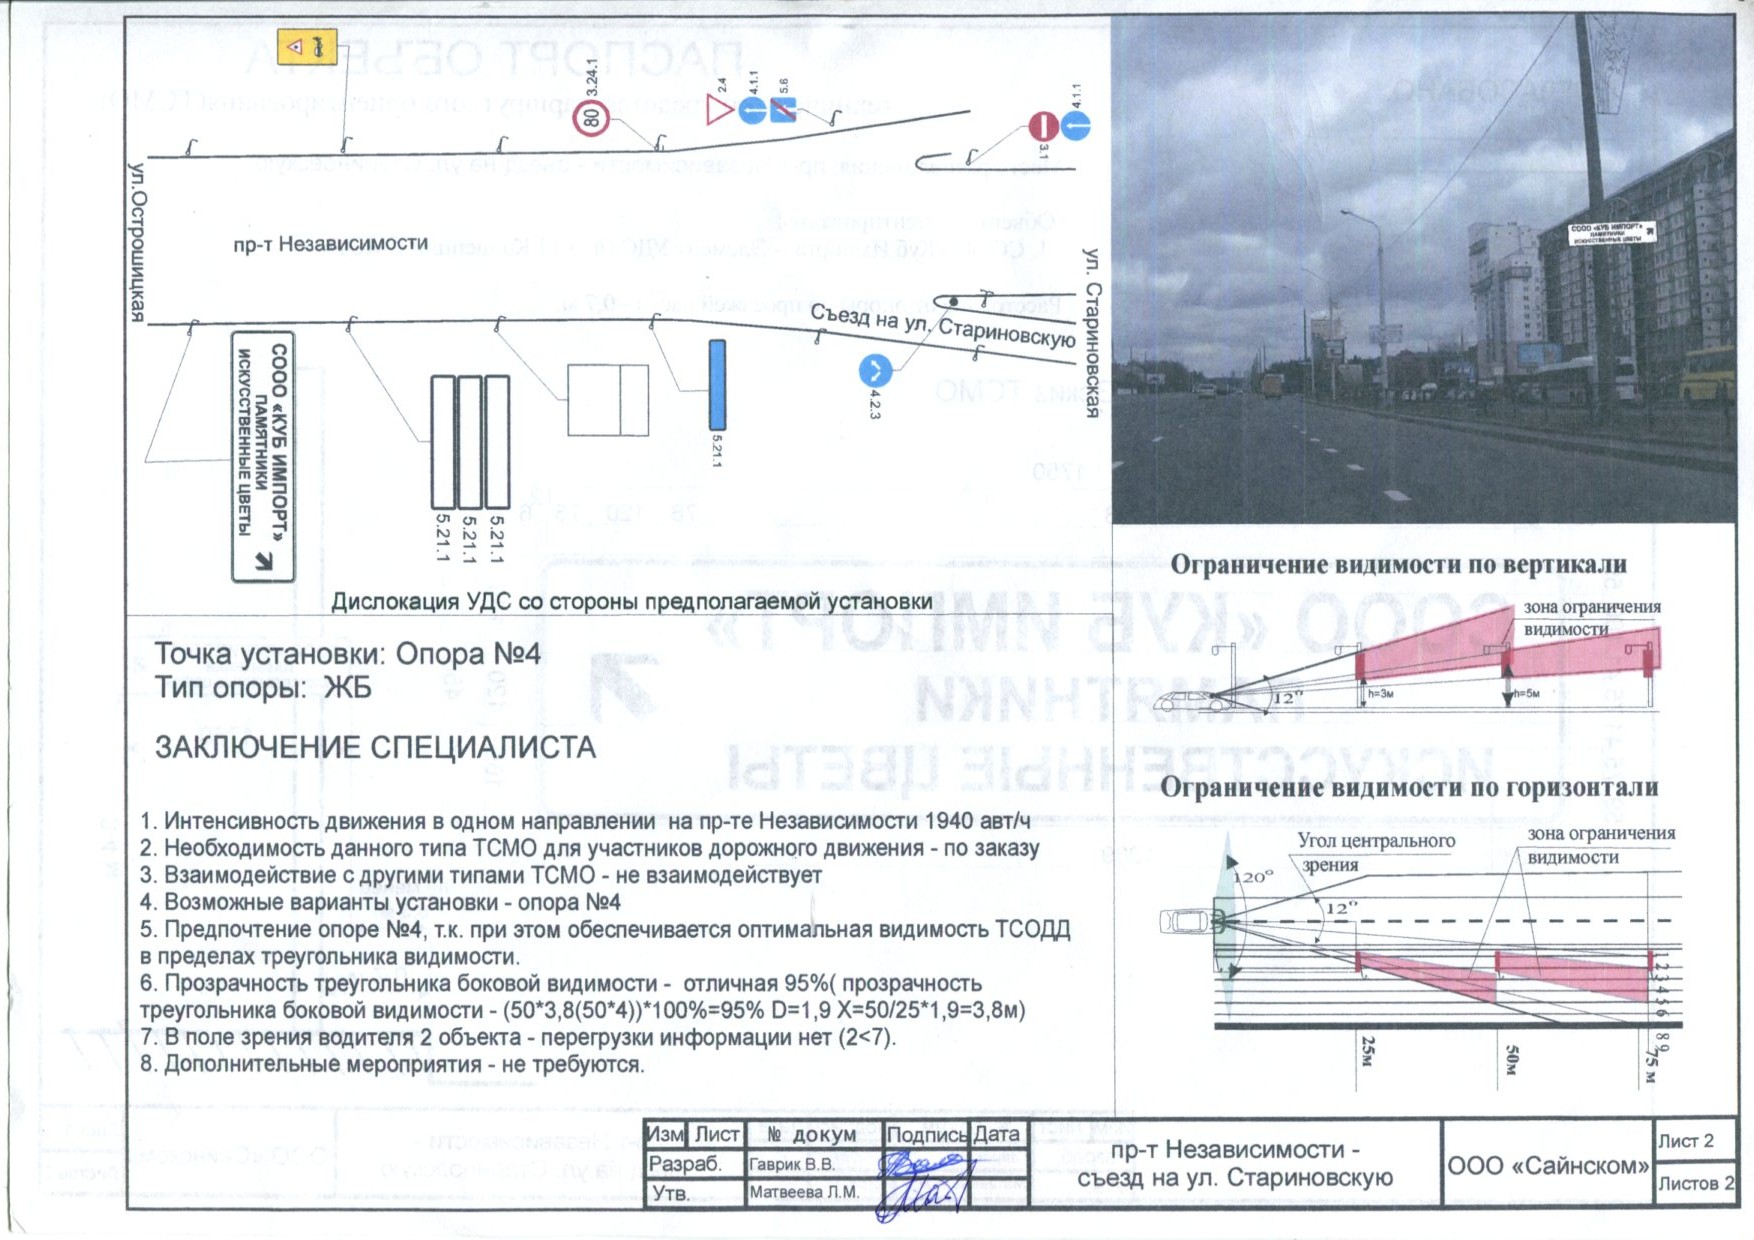 80
3.24.1
2.4
4.1.1
5.6
3.1
4.1.1
ул.Острошицкая
пр-т Независимости
Съезд на ул. Стариновскую
ул. Стариновская
4.2.3
СООО «КУБ ИМПОРТ»
ПАМЯТНИКИ
ИСКУССТВЕННЫЕ ЦВЕТЫ
5.21.1
5.21.1
5.21.1
5.21.1
Дислокация УДС со стороны предполагаемой установки
СООО «КУБ ИМПОРТ»
ПАМЯТНИКИ
ИСКУССТВЕННЫЕ ЦВЕТЫ
Точка установки: Опора №4
Тип опоры: ЖБ
ЗАКЛЮЧЕНИЕ СПЕЦИАЛИСТА
1. Интенсивность движения в одном направлении на пр-те Независимости 1940 авт/ч
2. Необходимость данного типа ТСМО для участников дорожного движения - по заказу
3. Взаимодействие с другими типами ТСМО - не взаимодействует
4. Возможные варианты установки - опора №4
5. Предпочтение опоре №4, т.к. при этом обеспечивается оптимальная видимость ТСОДД
в пределах треугольника видимости.
6. Прозрачность треугольника боковой видимости - отличная 95%( прозрачность
треугольника боковой видимости - (50*3,8(50*4))*100%=95% D=1,9 X=50/25*1,9=3,8м)
7. В поле зрения водителя 2 объекта - перегрузки информации нет (2<7).
8. Дополнительные мероприятия - не требуются.
Ограничение видимости по вертикали
зона ограничения
видимости
12°
h=3м
h=5м
Ограничение видимости по горизонтали
Угол центрального
зрения
зона ограничения
видимости
120°
12°
1 2 3 4 5 6 8 9
25м
50м
75 м
Изм Лист № докум Подпись Дата
Разраб. Гаврик В.В.
Утв. Матвеева Л.М.
пр-т Независимости -
съезд на ул. Стариновскую
ООО «Сайнском»
Лист 2
Листов 2